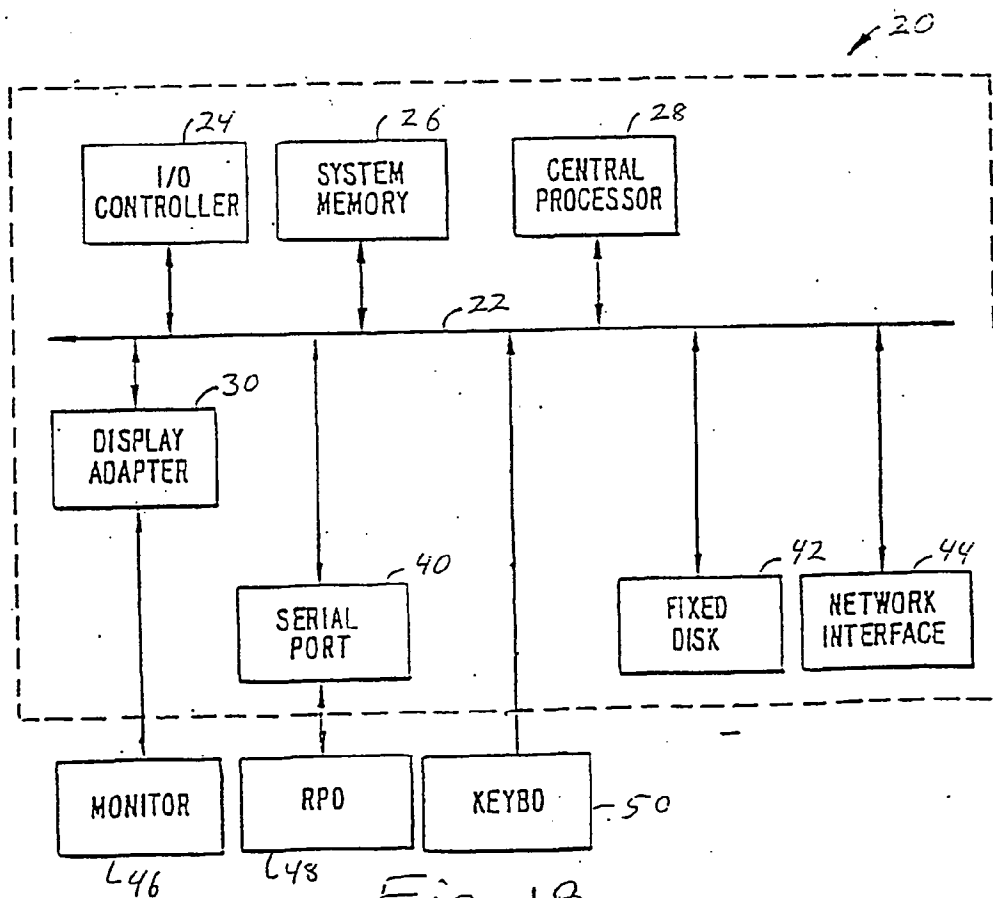 20
24
26
28
I/O
CONTROLLER
SYSTEM
MEMORY
CENTRAL
PROCESSOR
22
30
DISPLAY
ADAPTER
40
42
44
SERIAL
PORT
FIXED
DISK
NETWORK
INTERFACE
MONITOR
RPD
KEYBD
50
46
48